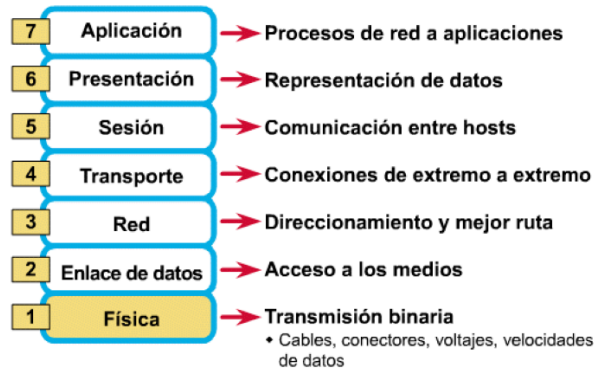 7 Aplicación Procesos de red a aplicaciones
6 Presentación Representación de datos
5 Sesión Comunicación entre hosts
4 Transporte Conexiones de extremo a extremo
3 Red Direccionamiento y mejor ruta
2 Enlace de datos Acceso a los medios
1 Física Transmisión binaria
• Cables, conectores, voltajes, velocidades
de datos